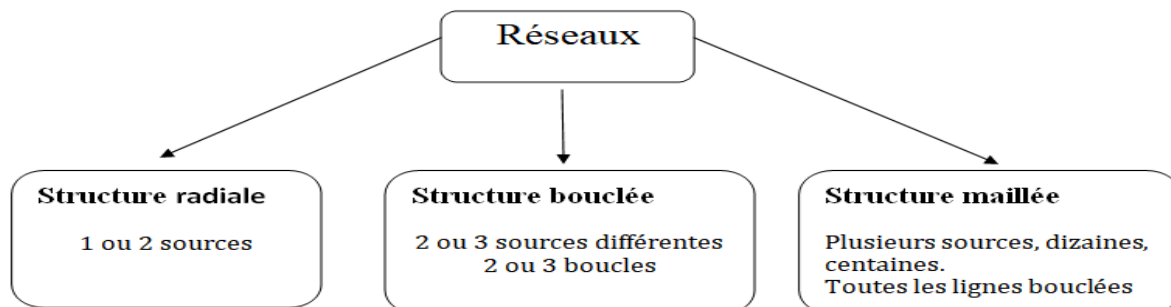 Réseaux
Structure radiale
1 ou 2 sources
Structure bouclée
2 ou 3 sources différentes
2 ou 3 boucles
Structure maillée
Plusieurs sources, dizaines,
centaines.
Toutes les lignes bouclées